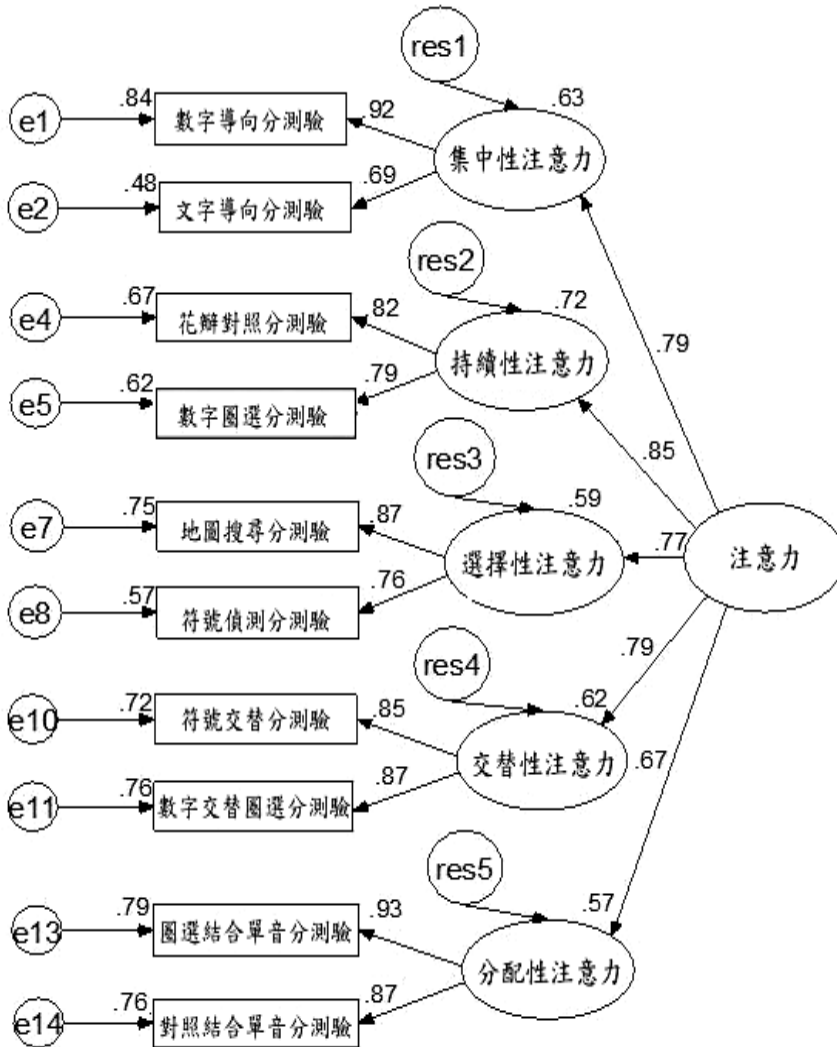 res1
.63
.84
.92
e1
數字導向分測驗
集中性注意力
.69
.48
e2
文字導向分測驗
res2
.72
.67
.82
e4
花瓣對照分測驗
持續性注意力
.79
.79
.62
e5
數字圈選分測驗
.85
res3
.59
.75
.87
e7
地圖搜尋分測驗
選擇性注意力
.77
注意力
.76
.57
e8
符號偵測分測驗
.79
res4
.62
.72
.85
e10
符號交替分測驗
交替性注意力
.67
.87
.76
e11
數字交替圈選分測驗
res5
.57
.79
.93
e13
圈選結合單音分測驗
分配性注意力
.87
.76
e14
對照結合單音分測驗